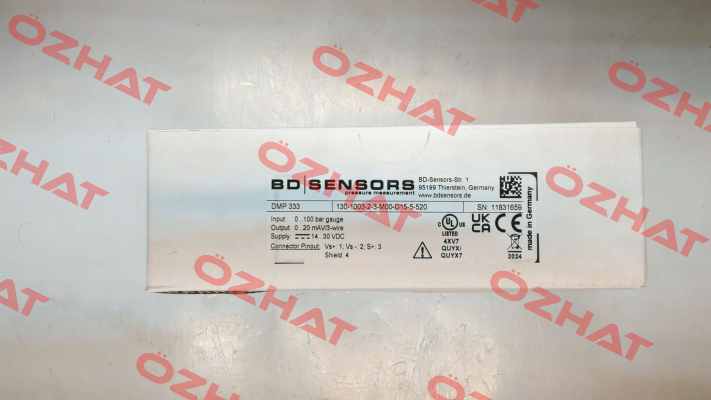 BD SENSORS
pressure measurement
BD-Sensors-Str. 1
95199 Thierstein, Germany
www.bdsensors.de
DMP 333
130-1003-2-3-M00-D15-5-520
SN: 11831659
Input 0...100 bar gauge
Output: 0...20 mA/3-wire
Supply 14...30 VDC
Connector Pinout: Vs+: 1; Vs-: 2; S+: 3
Shield: 4
c UL US
LISTED
4XV7
QUYX/
QUYX7
UK
CA
CE
2024
made in Germany
ÖZHAT
ÖZHAT
ÖZHAT
ÖZHAT
ÖZHAT
ÖZHAT
ÖZHAT
ÖZHAT
ÖZHAT